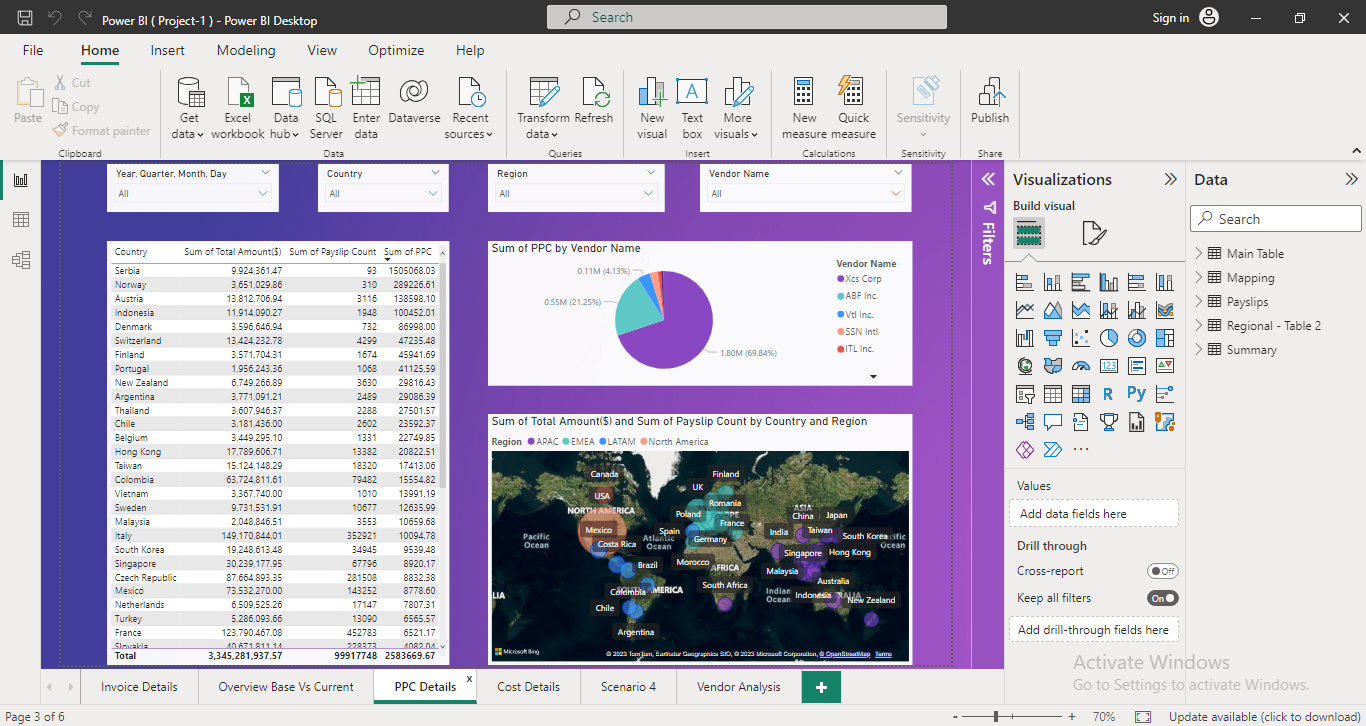 Power BI ( Project-1 ) - Power BI Desktop
Search
Sign in
File Home Insert Modeling View Optimize Help
Paste
Cut
Copy
Format painter
Clipboard
Get data
Excel workbook
Data hub
SQL Server
Enter data
Dataverse
Recent sources
Data
Transform data
Refresh
Queries
New visual
Text box
More visuals
Insert
New measure
Quick measure
Calculations
Sensitivity
Sensitivity
Publish
Share
Year, Quarter, Month, Day
All
Country
All
Region
All
Vendor Name
All
Country Sum of Total Amount($) Sum of Payslip Count Sum of PPC
Serbia 9,924,361.47 93 1505068.03
Norway 3,651,029.86 310 289226.61
Austria 13,812,706.94 3116 138598.10
Indonesia 11,914,090.27 1948 100452.01
Denmark 3,596,646.94 732 86998.00
Switzerland 13,424,232.78 4299 47235.48
Finland 3,571,704.31 1674 45941.69
Portugal 1,956,243.36 1068 41125.59
New Zealand 6,749,266.89 3630 29816.43
Argentina 3,771,091.21 2489 29086.39
Thailand 3,607,946.37 2288 27501.57
Chile 3,181,436.00 2602 23592.37
Belgium 3,449,295.10 1331 22749.85
Hong Kong 17,789,606.71 13382 20822.51
Taiwan 15,124,148.29 18320 17413.06
Colombia 63,724,811.61 79482 15554.82
Vietnam 3,367,740.00 1010 13991.19
Sweden 9,731,531.91 10677 12635.99
Malaysia 2,048,846.51 3553 10659.68
Italy 149,170,844.01 352921 10094.78
South Korea 19,248,613.48 34945 9539.48
Singapore 30,239,177.95 67796 8920.17
Czech Republic 87,664,893.35 281508 8832.38
Mexico 73,532,270.00 143252 8778.60
Netherlands 6,509,525.26 17147 7807.31
Turkey 5,286,093.66 13090 6565.57
France 123,790,467.08 452783 6521.17
Slovakia 40,671,811.14 228373 4082.04
Total 3,345,281,937.57 99917748 2583669.67
Sum of PPC by Vendor Name
0.11M (4.13%)
0.55M (21.25%)
1.80M (69.84%)
Vendor Name
Xcs Corp
ABF Inc.
Vtl Inc.
SSN Intl
ITL Inc.
Sum of Total Amount($) and Sum of Payslip Count by Country and Region
Region APAC EMEA LATAM North America
Canada
Finland
UK
USA
NORTH AMERICA
Romania
Poland
ASIA
China
Japan
France
Mexico
Spain
India
Taiwan
South Korea
Pacific Ocean
Costa Rica
Atlantic Ocean
Germany
Singapore
Hong Kong
Brazil
Morocco
AFRICA
Malaysia
Australia
South Africa
Colombia
Indian Ocean
Indonesia
New Zealand
Chile
Argentina
Microsoft Bing
© 2023 TomTom, Earthstar Geographics SIO, © 2023 Microsoft Corporation, © OpenStreetMap Terms
Filters
Visualizations
Build visual
R
Py
123
Values
Add data fields here
Drill through
Cross-report
Off
Keep all filters
On
Add drill-through fields here
Data
Search
Main Table
Mapping
Payslips
Regional - Table 2
Summary
Activate Windows
Go to Settings to activate Windows.
Invoice Details
Overview Base Vs Current
PPC Details
x
Cost Details
Scenario 4
Vendor Analysis
+
Page 3 of 6
- + 70%
Update available (click to download)